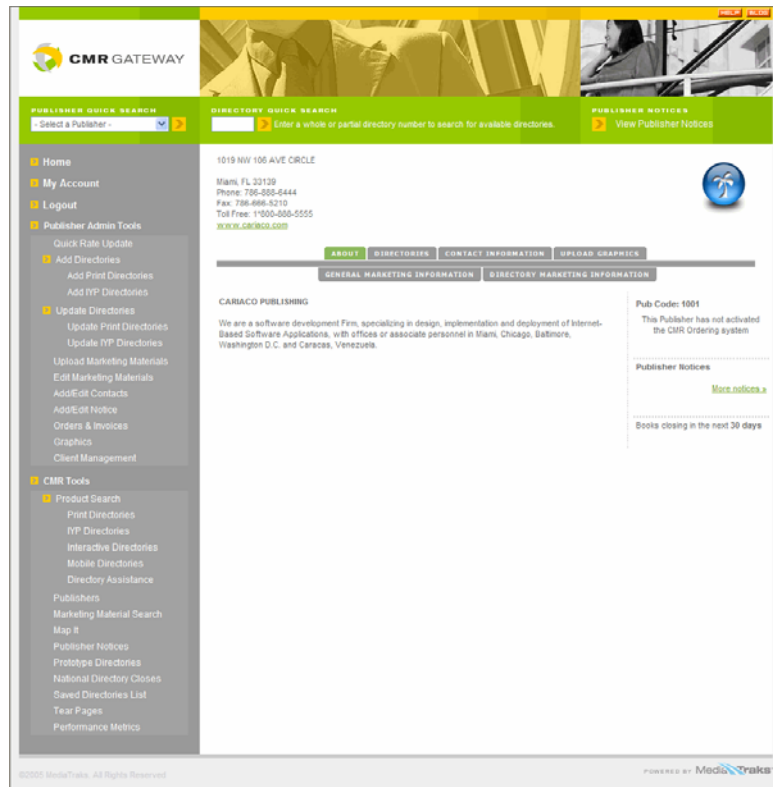 HELP BLOG
CMR GATEWAY
PUBLISHER QUICK SEARCH
- Select a Publisher -
DIRECTORY QUICK SEARCH
Enter a whole or partial directory number to search for available directories.
PUBLISHER NOTICES
View Publisher Notices
Home
My Account
Logout
Publisher Admin Tools
Quick Rate Update
Add Directories
Add Print Directories
Add IYP Directories
Update Directories
Update Print Directories
Update IYP Directories
Upload Marketing Materials
Edit Marketing Materials
Add/Edit Contacts
Add/Edit Notice
Orders & Invoices
Graphics
Client Management
CMR Tools
Product Search
Print Directories
IYP Directories
Interactive Directories
Mobile Directories
Directory Assistance
Publishers
Marketing Material Search
Map It
Publisher Notices
Prototype Directories
National Directory Closes
Saved Directories List
Tear Pages
Performance Metrics
1019 NW 106 AVE CIRCLE
Miami, FL 33139
Phone: 786-888-6444
Fax: 786-666-5210
Toll Free: 1*800-888-5555
www.cariaco.com
ABOUT DIRECTORIES CONTACT INFORMATION UPLOAD GRAPHICS
GENERAL MARKETING INFORMATION DIRECTORY MARKETING INFORMATION
CARIACO PUBLISHING
We are a software development Firm, specializing in design, implementation and deployment of Internet-
Based Software Applications, with offices or associate personnel in Miami, Chicago, Baltimore,
Washington D.C. and Caracas, Venezuela.
Pub Code: 1001
This Publisher has not activated
the CMR Ordering system
Publisher Notices
More notices »
Books closing in the next 30 days
©2005 MediaTraks. All Rights Reserved
POWERED BY MediaTraks